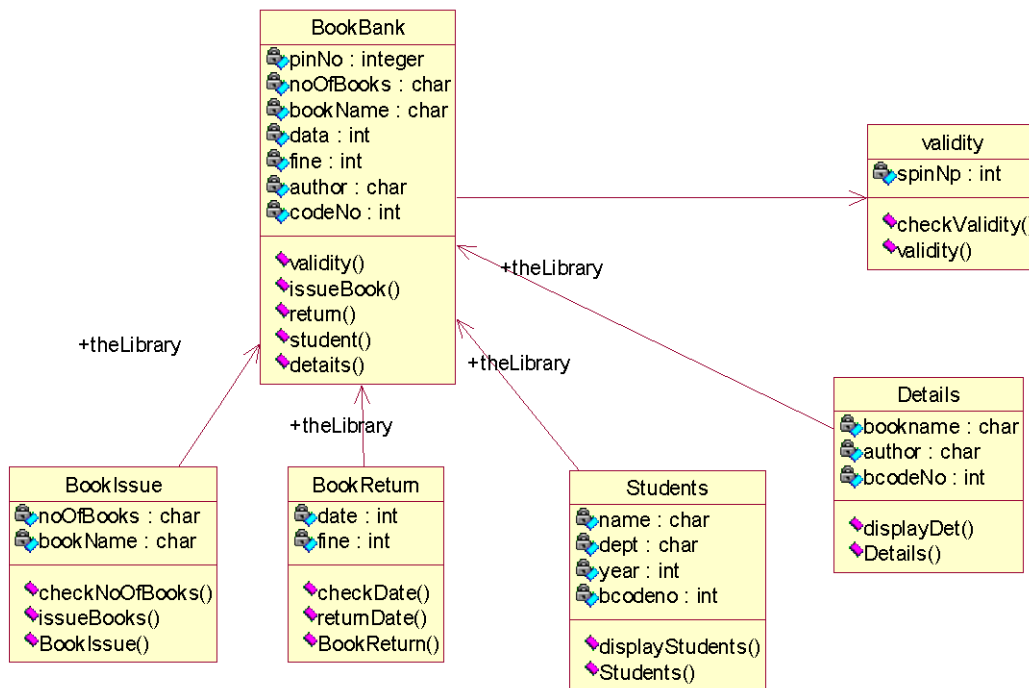 BookBank
pinNo : integer
noOfBooks : char
bookName : char
data : int
fine : int
author : char
codeNo : int
validity()
issueBook()
return()
student()
detaits()
validity
spinNp : int
checkValidity()
validity()
+theLibrary
+theLibrary
+theLibrary
+theLibrary
BookIssue
noOfBooks : char
bookName : char
checkNoOfBooks()
issueBooks()
BookIssue()
BookReturn
date : int
fine : int
checkDate()
returnDate()
BookReturn()
Students
name : char
dept : char
year : int
bcodeno : int
displayStudents()
Students()
Details
bookname : char
author : char
bcodeNo : int
displayDet()
Details()